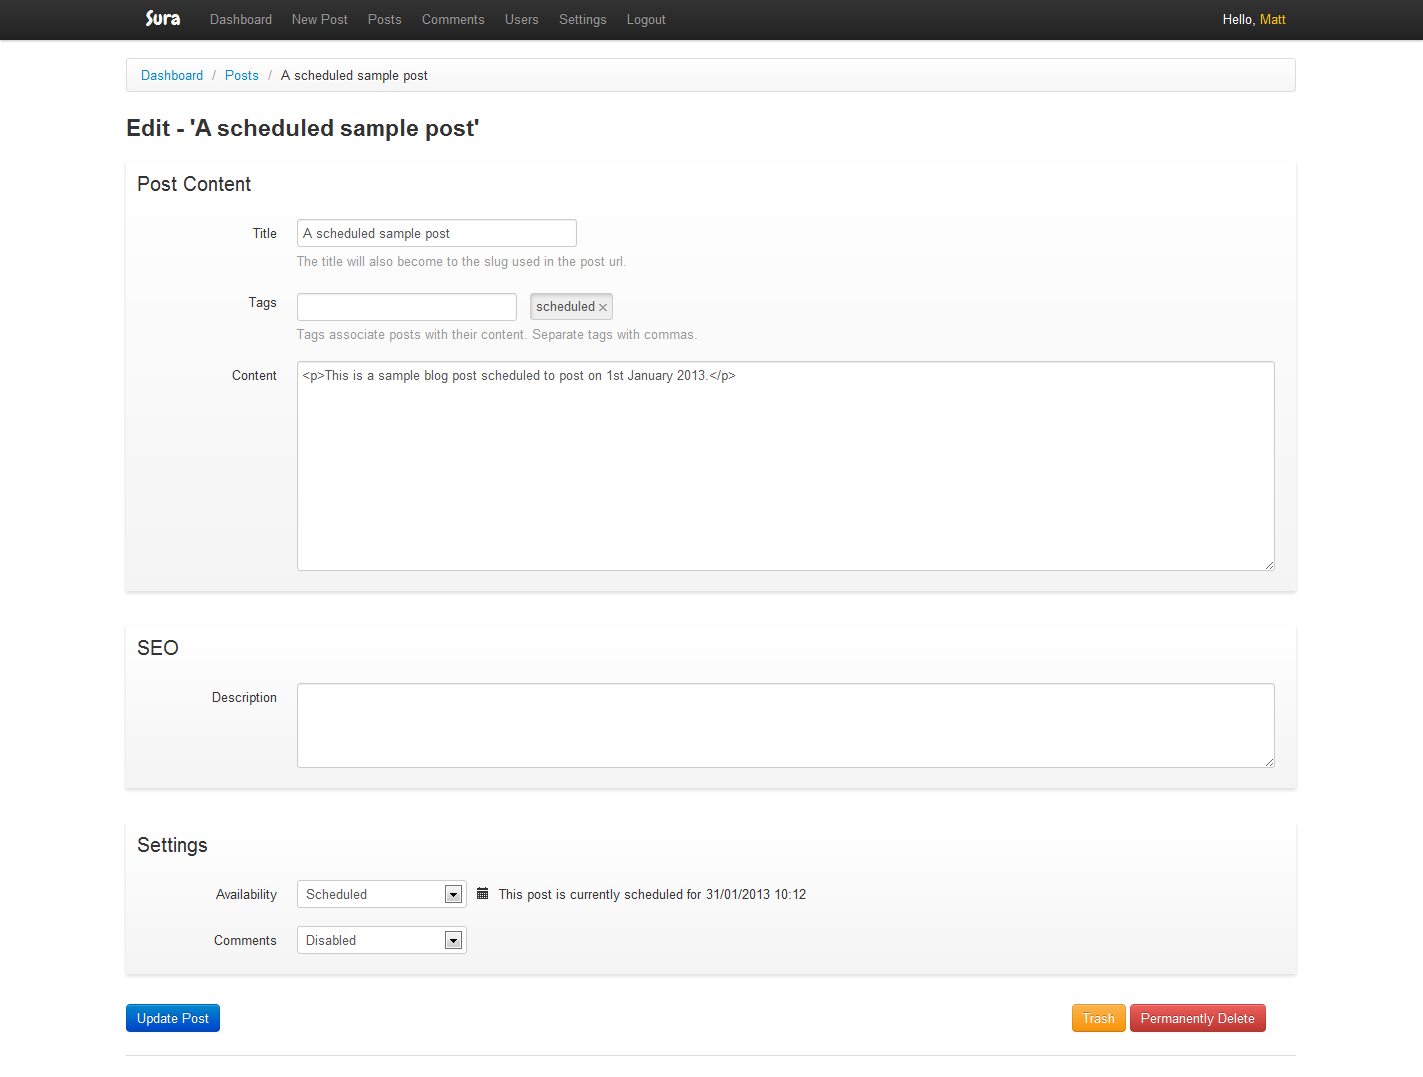 Sura Dashboard New Post Posts Comments Users Settings Logout Hello, Matt
Dashboard / Posts / A scheduled sample post
Edit - 'A scheduled sample post'
Post Content
Title A scheduled sample post
The title will also become to the slug used in the post url.
Tags scheduled ×
Tags associate posts with their content. Separate tags with commas.
Content <p>This is a sample blog post scheduled to post on 1st January 2013.</p>
SEO
Description
Settings
Availability Scheduled This post is currently scheduled for 31/01/2013 10:12
Comments Disabled
Update Post Trash Permanently Delete